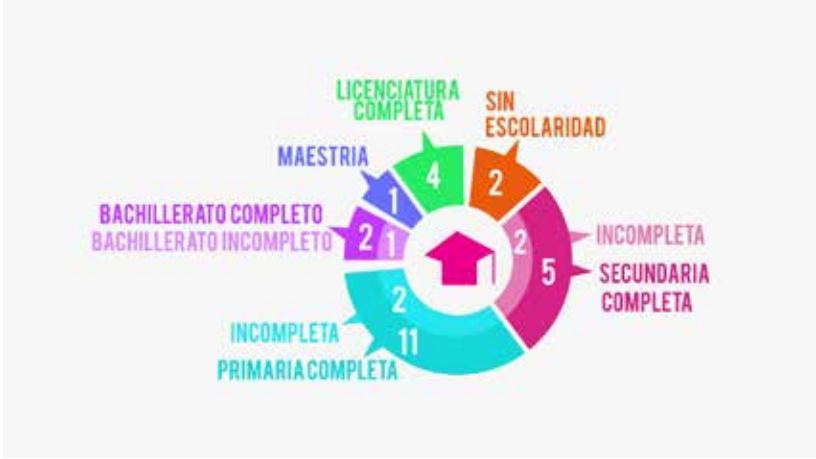 LICENCIATURA
COMPLETA
4
SIN
ESCOLARIDAD
2
MAESTRIA
1
BACHILLERATO COMPLETO
BACHILLERATO INCOMPLETO
2
1
INCOMPLETA
2
SECUNDARIA
COMPLETA
5
INCOMPLETA
2
PRIMARIA COMPLETA
11